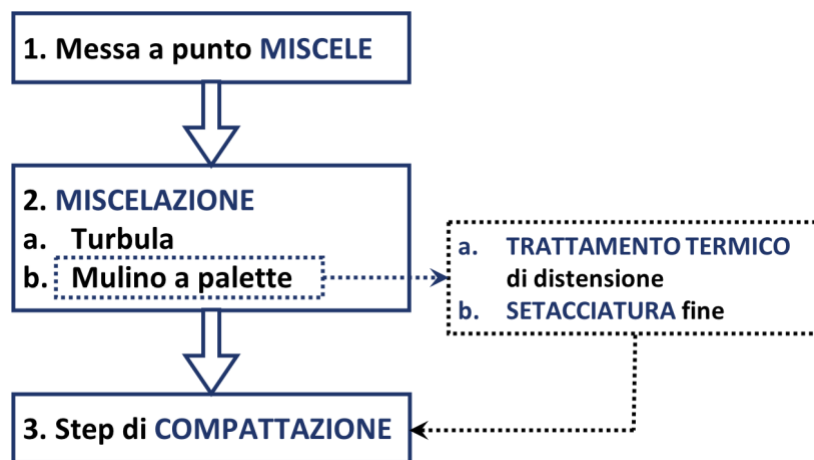 1. Messa a punto MISCELE
2. MISCELAZIONE
a. Turbula
b. Mulino a palette
a. TRATTAMENTO TERMICO
di distensione
b. SETACCIATURA fine
3. Step di COMPATTAZIONE